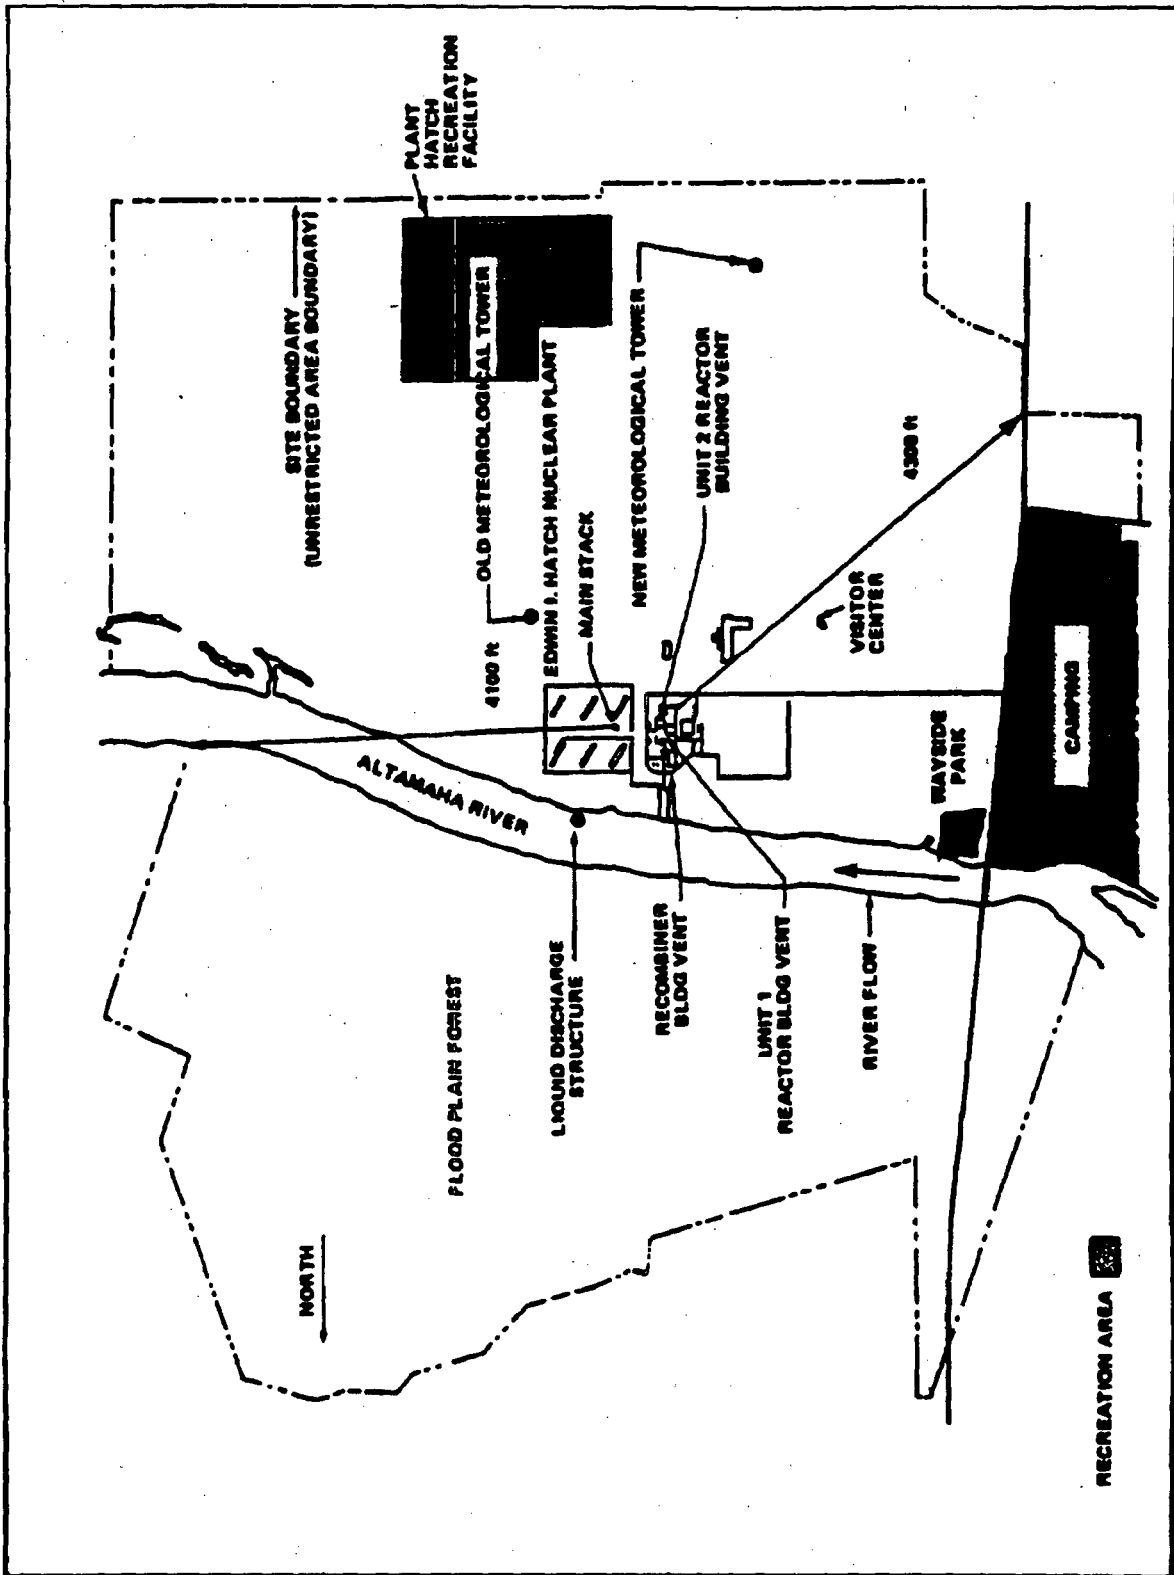 PLANT
HATCH
RECREATION
FACILITY
SITE BOUNDARY
(UNRESTRICTED AREA BOUNDARY)
OLD METEOROLOGICAL TOWER
4100 ft
EDWIN I. HATCH NUCLEAR PLANT
MAIN STACK
NEW METEOROLOGICAL TOWER
UNIT 2 REACTOR
BUILDING VENT
4300 ft
VISITOR
CENTER
ALTAMAHA RIVER
WAYSIDE
PARK
CAMPING
FLOOD PLAIN FOREST
LIQUID DISCHARGE
STRUCTURE
RECOMBINER
BLDG VENT
UNIT 1
REACTOR BLDG VENT
RIVER FLOW
NORTH
RECREATION AREA